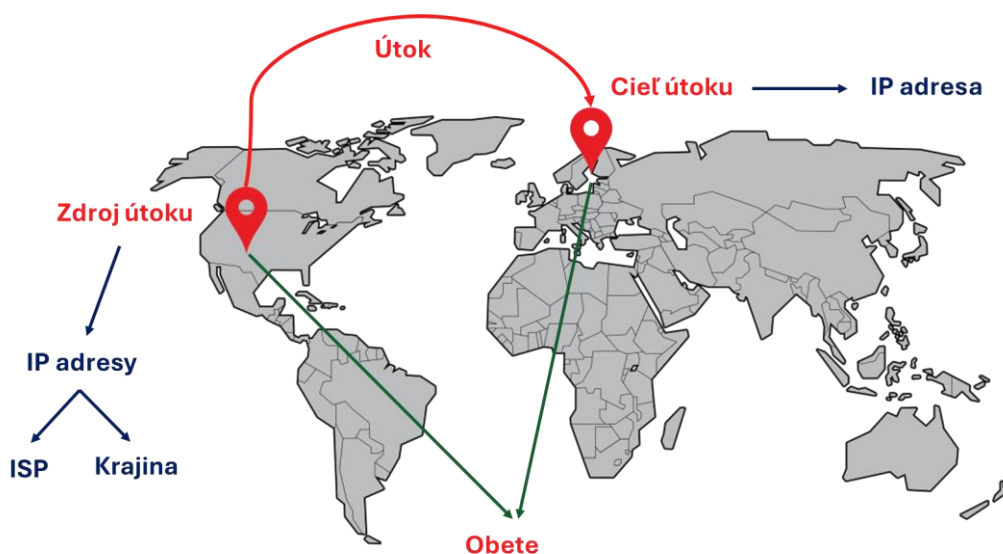 Útok
Cieľ útoku
IP adresa
Zdroj útoku
IP adresy
ISP
Krajina
Obete